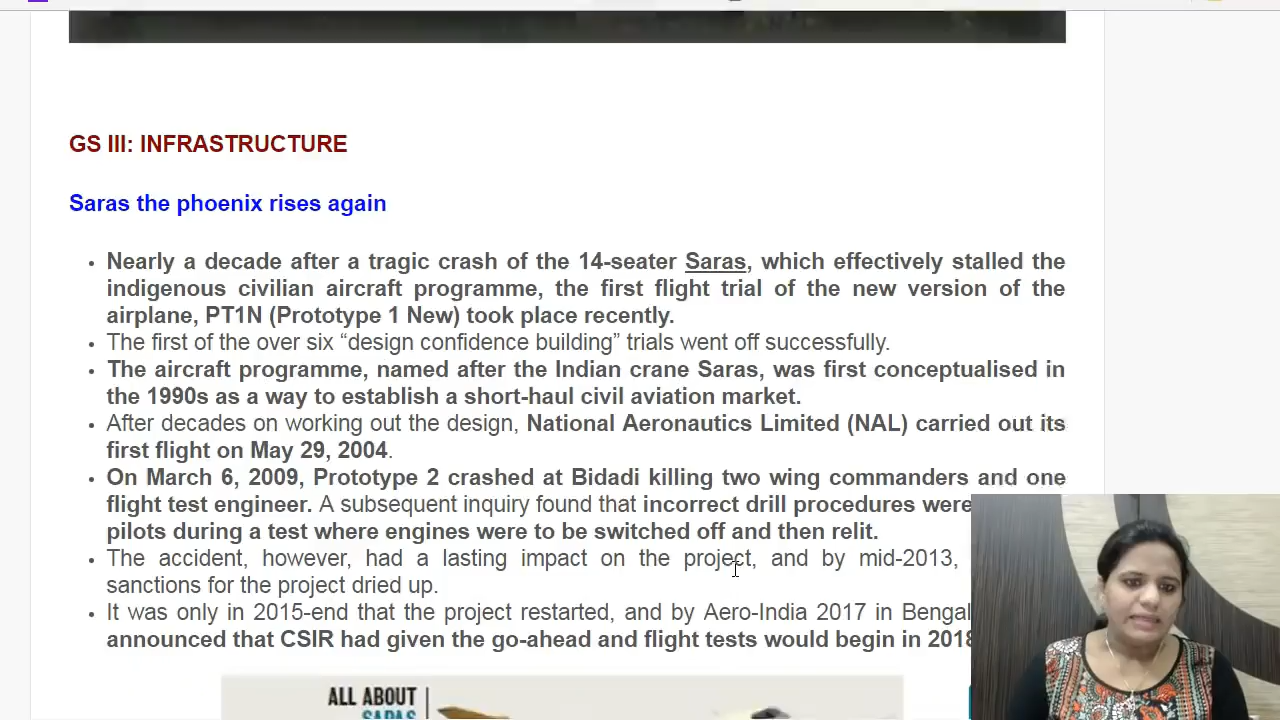 GS III: INFRASTRUCTURE
Saras the phoenix rises again
• Nearly a decade after a tragic crash of the 14-seater Saras, which effectively stalled the
indigenous civilian aircraft programme, the first flight trial of the new version of the
airplane, PT1N (Prototype 1 New) took place recently.
• The first of the over six “design confidence building” trials went off successfully.
• The aircraft programme, named after the Indian crane Saras, was first conceptualised in
the 1990s as a way to establish a short-haul civil aviation market.
• After decades on working out the design, National Aeronautics Limited (NAL) carried out its
first flight on May 29, 2004.
• On March 6, 2009, Prototype 2 crashed at Bidadi killing two wing commanders and one
flight test engineer. A subsequent inquiry found that incorrect drill procedures were
pilots during a test where engines were to be switched off and then relit.
• The accident, however, had a lasting impact on the project, and by mid-2013,
sanctions for the project dried up.
• It was only in 2015-end that the project restarted, and by Aero-India 2017 in Bengal
announced that CSIR had given the go-ahead and flight tests would begin in 2018
ALL ABOUT
SARAS